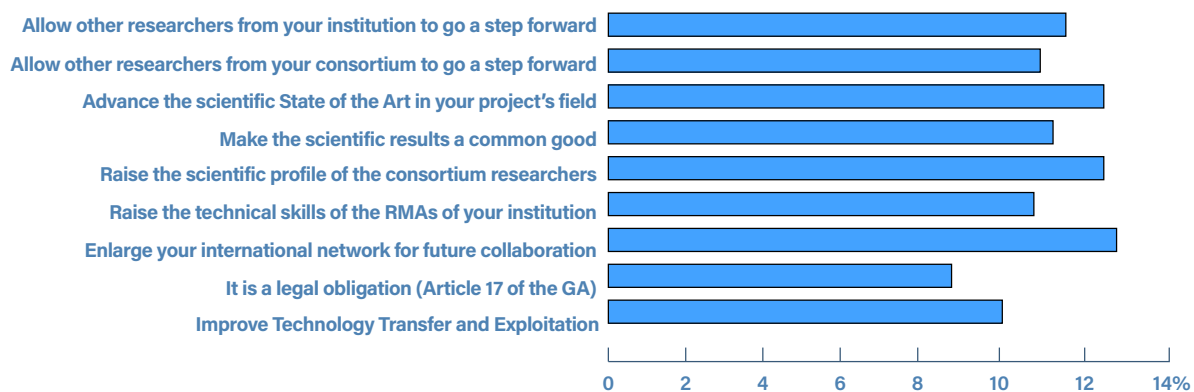 Allow other researchers from your institution to go a step forward
Allow other researchers from your consortium to go a step forward
Advance the scientific State of the Art in your project’s field
Make the scientific results a common good
Raise the scientific profile of the consortium researchers
Raise the technical skills of the RMAs of your institution
Enlarge your international network for future collaboration
It is a legal obligation (Article 17 of the GA)
Improve Technology Transfer and Exploitation
0 2 4 6 8 10 12 14%